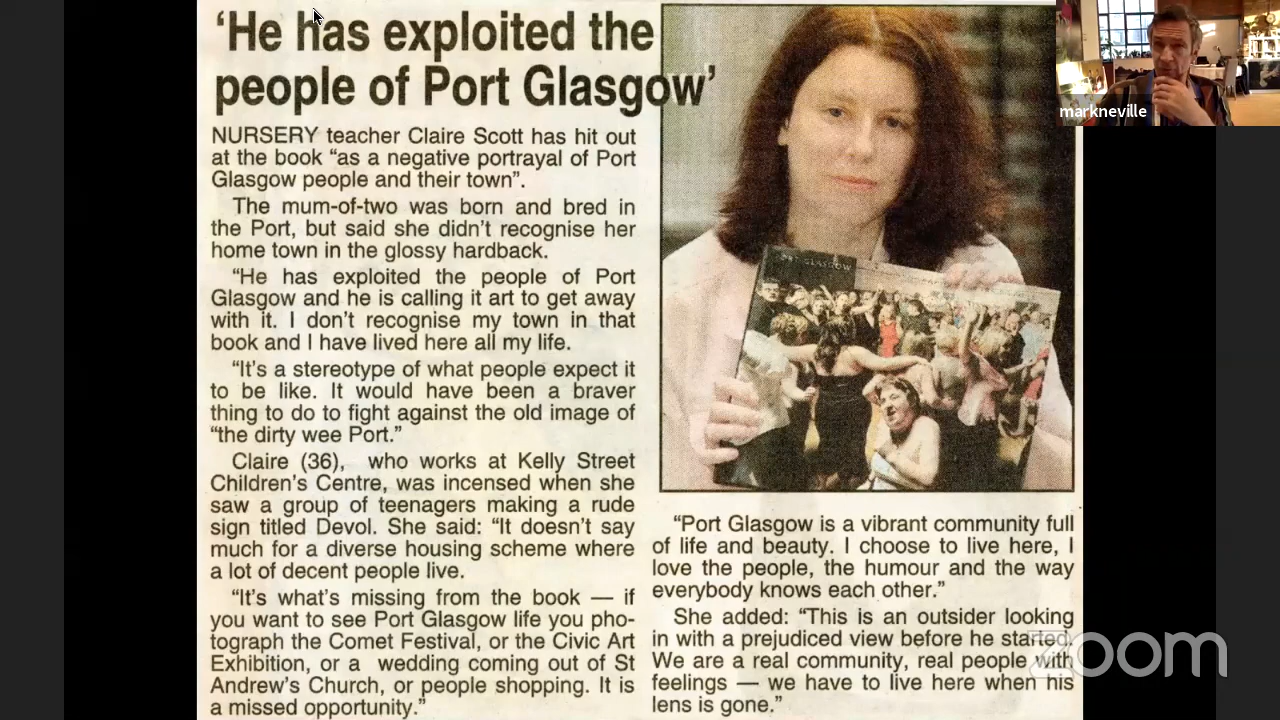 ‘He has exploited the
people of Port Glasgow’
NURSERY teacher Claire Scott has hit out
at the book “as a negative portrayal of Port
Glasgow people and their town”.
The mum-of-two was born and bred in
the Port, but said she didn’t recognise her
home town in the glossy hardback.
“He has exploited the people of Port
Glasgow and he is calling it art to get away
with it. I don’t recognise my town in that
book and I have lived here all my life.
“It’s a stereotype of what people expect it
to be like. It would have been a braver
thing to do to fight against the old image of
“the dirty wee Port.”
Claire (36), who works at Kelly Street
Children’s Centre, was incensed when she
saw a group of teenagers making a rude
sign titled Devol. She said: “It doesn’t say
much for a diverse housing scheme where
a lot of decent people live.
“It’s what’s missing from the book — if
you want to see Port Glasgow life you pho-
tograph the Comet Festival, or the Civic Art
Exhibition, or a wedding coming out of St
Andrew’s Church, or people shopping. It is
a missed opportunity.”
GLASGOW
“Port Glasgow is a vibrant community full
of life and beauty. I choose to live here, I
love the people, the humour and the way
everybody knows each other.”
She added: “This is an outsider looking
in with a prejudiced view before he started.
We are a real community, real people with
feelings — we have to live here when his
lens is gone.”
markneville
zoom